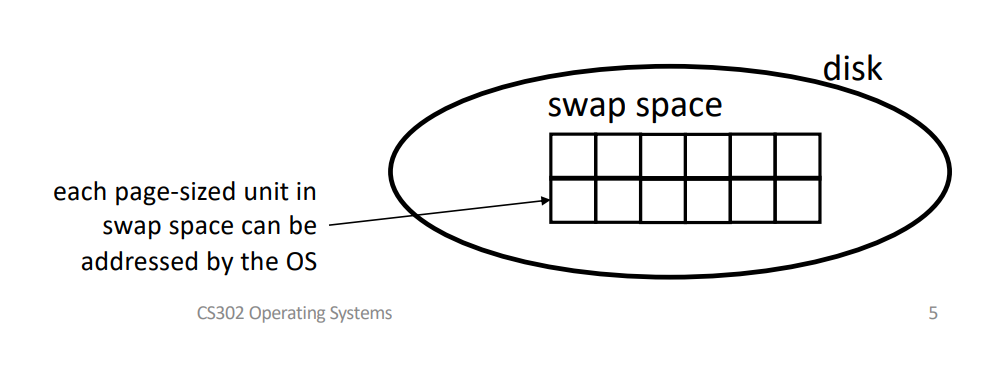 disk
swap space
each page-sized unit in
swap space can be
addressed by the OS
CS302 Operating Systems
5